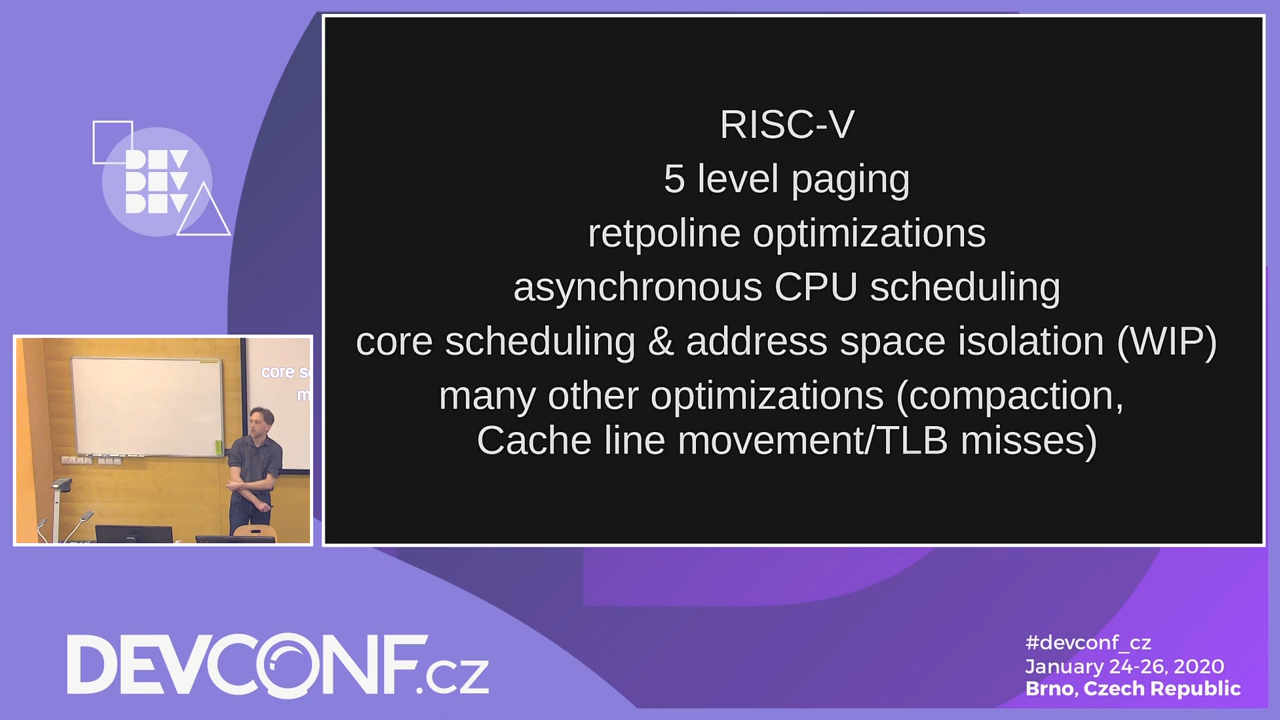 DEV
DEV
DEV
RISC-V
5 level paging
retpoline optimizations
asynchronous CPU scheduling
core scheduling & address space isolation (WIP)
many other optimizations (compaction,
Cache line movement/TLB misses)
core s
m
DEVCONF.cz
#devconf_cz
January 24-26, 2020
Brno, Czech Republic